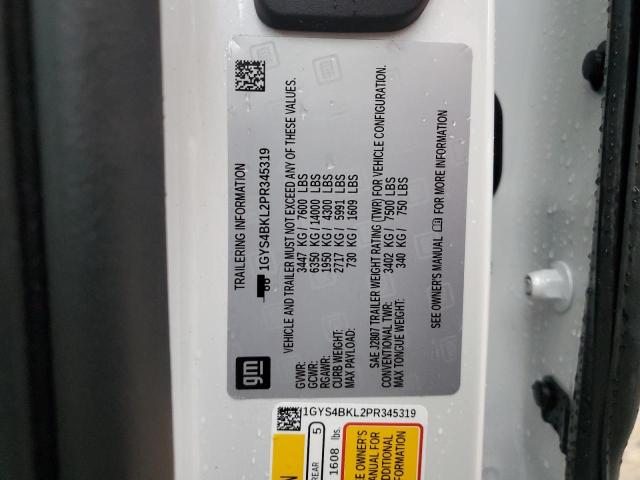 TRAILERING INFORMATION
1GYS4BKL2PR345319
VEHICLE AND TRAILER MUST NOT EXCEED ANY OF THESE VALUES.
GVWR: 3447 KG / 7600 LBS
GCWR: 6350 KG / 14000 LBS
RGAWR: 1950 KG / 4300 LBS
CURB WEIGHT: 2717 KG / 5991 LBS
MAX PAYLOAD: 730 KG / 1609 LBS
SAE J2807 TRAILER WEIGHT RATING (TWR) FOR VEHICLE CONFIGURATION.
CONVENTIONAL TWR: 3402 KG / 7500 LBS
MAX TONGUE WEIGHT: 340 KG / 750 LBS
SEE OWNER'S MANUAL FOR MORE INFORMATION
gm
1GYS4BKL2PR345319
REAR 5
1608 lbs.
SEE OWNER'S
MANUAL FOR
ADDITIONAL
INFORMATION